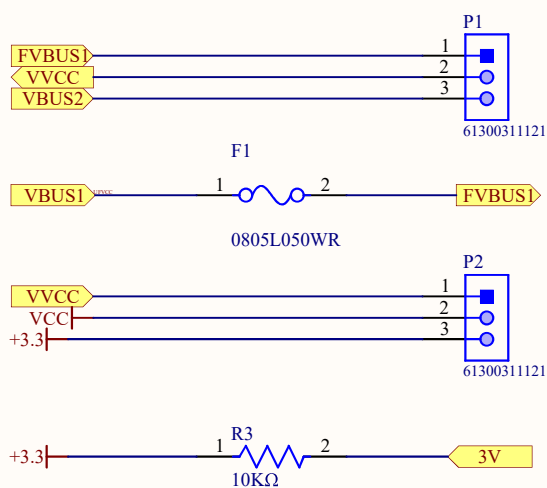 P1
FVBUS1 1
VVCC 2
VBUS2 3
61300311121
F1
VBUS1 1 2 FVBUS1
0805L050WR
P2
VVCC 1
VCC 2
+3.3 3
61300311121
R3
+3.3 1 2 3V
10KΩ